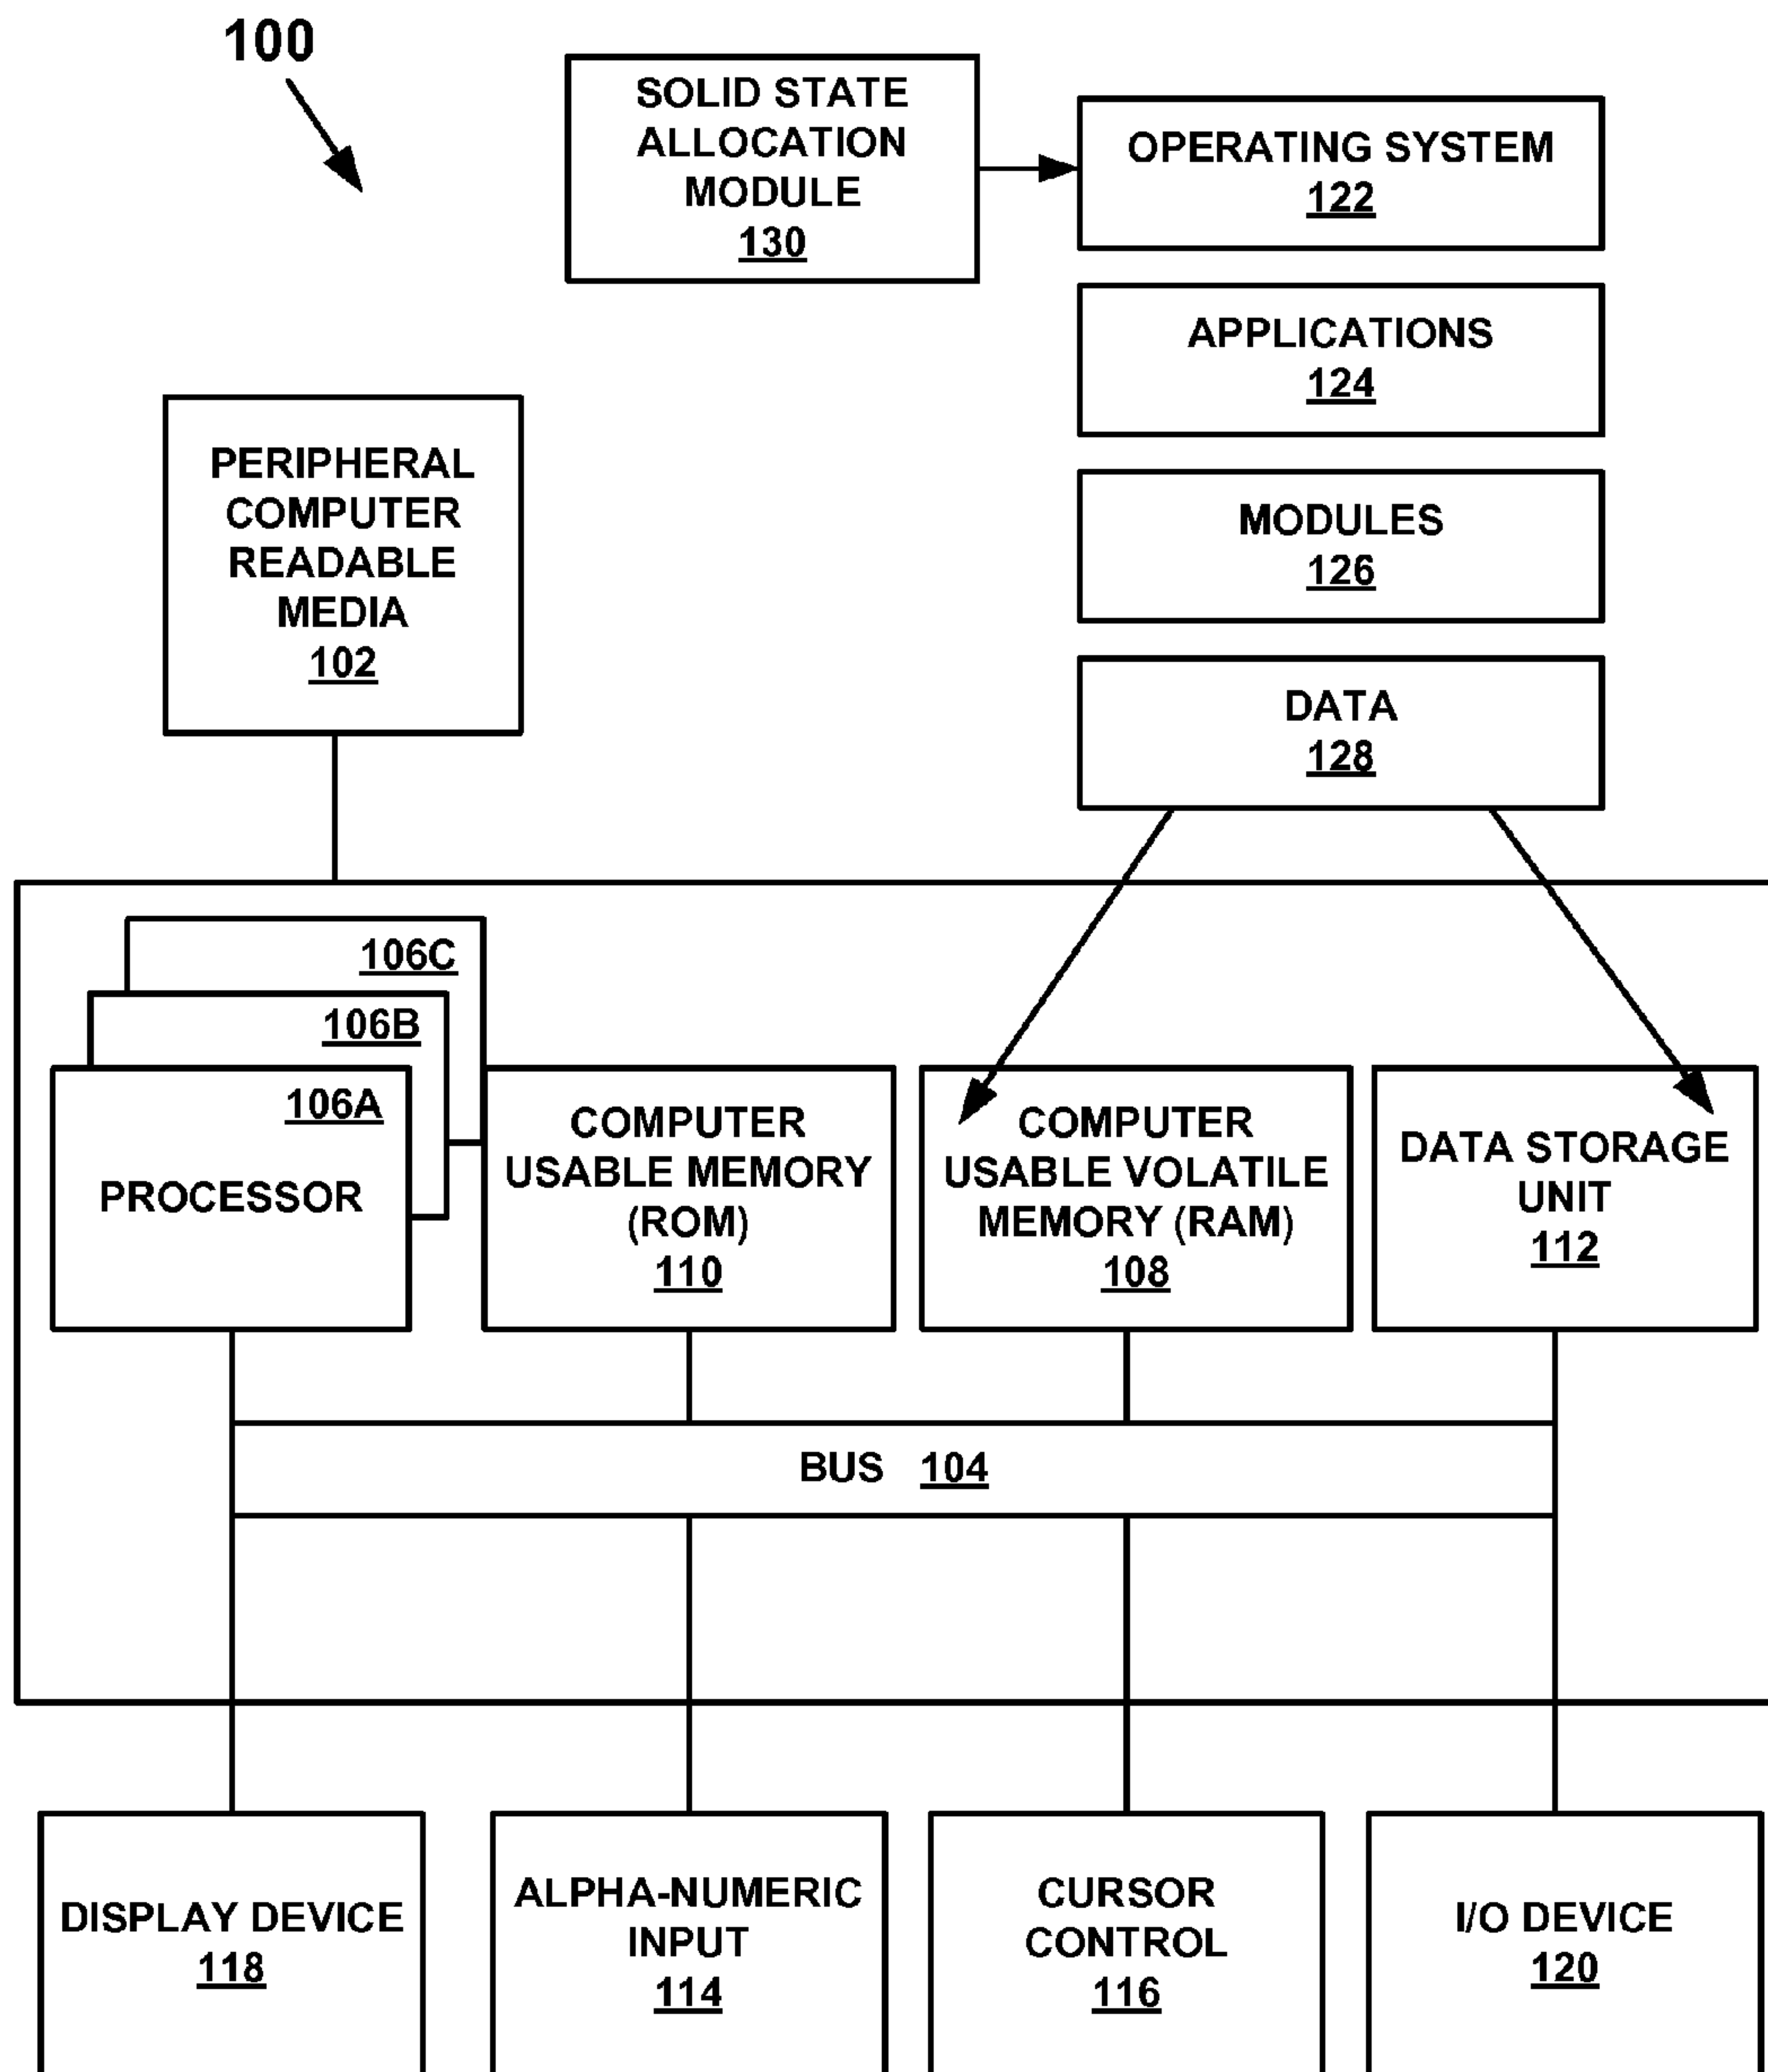 100
SOLID STATE
ALLOCATION
MODULE
130
OPERATING SYSTEM
122
APPLICATIONS
124
PERIPHERAL
COMPUTER
READABLE
MEDIA
102
MODULES
126
DATA
128
106C
106B
106A
PROCESSOR
COMPUTER
USABLE MEMORY
(ROM)
110
COMPUTER
USABLE VOLATILE
MEMORY (RAM)
108
DATA STORAGE
UNIT
112
BUS 104
DISPLAY DEVICE
118
ALPHA-NUMERIC
INPUT
114
CURSOR
CONTROL
116
I/O DEVICE
120